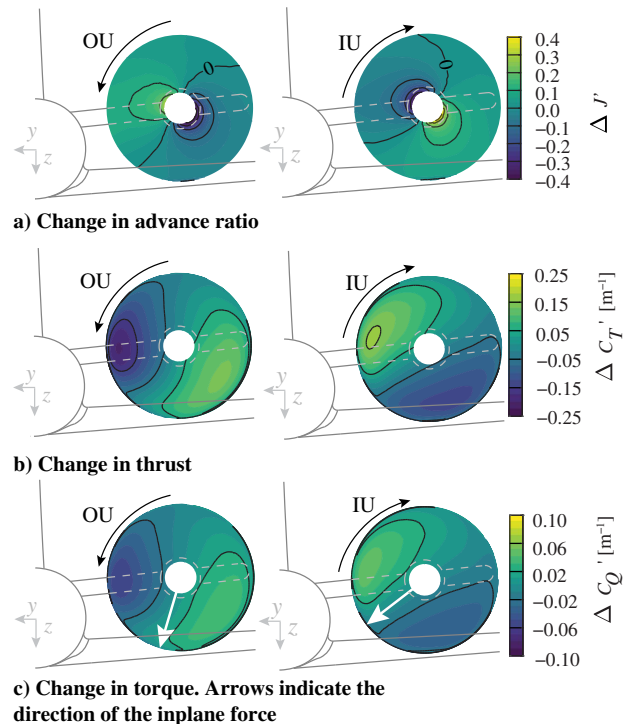 OU
IU
0
0
y
z
0.4
0.3
0.2
0.1
0.0
−0.1
−0.2
−0.3
−0.4
Δ J'
a) Change in advance ratio
OU
IU
y
z
0.25
0.15
0.05
−0.05
−0.15
−0.25
Δ C_T' [m⁻¹]
b) Change in thrust
OU
IU
y
z
0.10
0.06
0.02
−0.02
−0.06
−0.10
Δ C_Q' [m⁻¹]
c) Change in torque. Arrows indicate the
direction of the inplane force